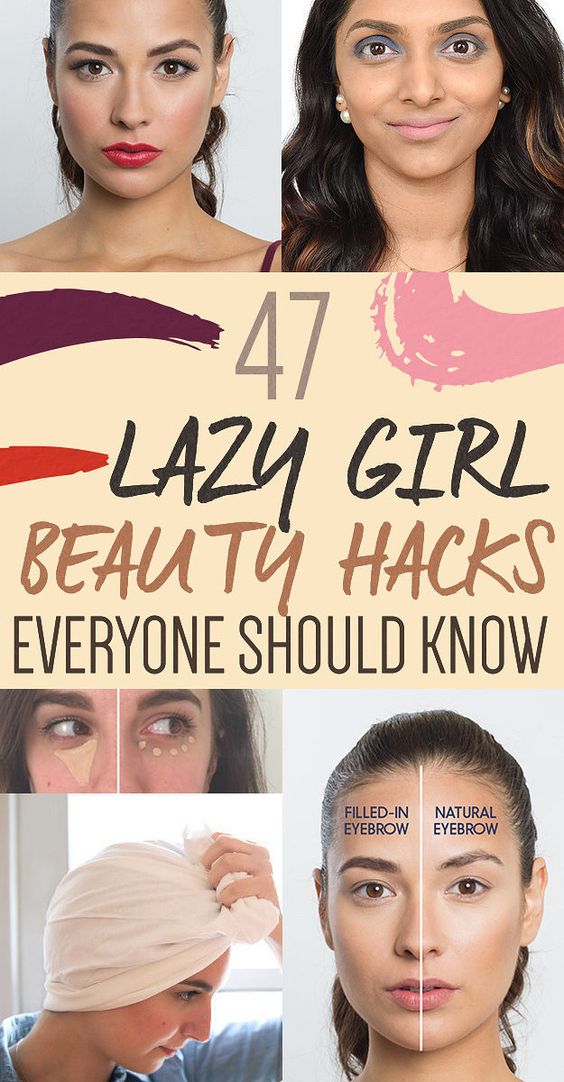 47
LAZY GIRL
BEAUTY HACKS
EVERYONE SHOULD KNOW
FILLED-IN
EYEBROW
NATURAL
EYEBROW